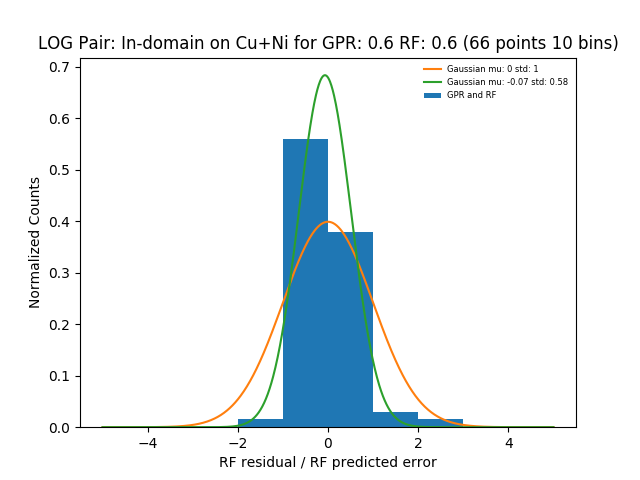 LOG Pair: In-domain on Cu+Ni for GPR: 0.6 RF: 0.6 (66 points 10 bins)
Gaussian mu: 0 std: 1
Gaussian mu: -0.07 std: 0.58
GPR and RF
Normalized Counts
0.7
0.6
0.5
0.4
0.3
0.2
0.1
0.0
−4
−2
0
2
4
RF residual / RF predicted error